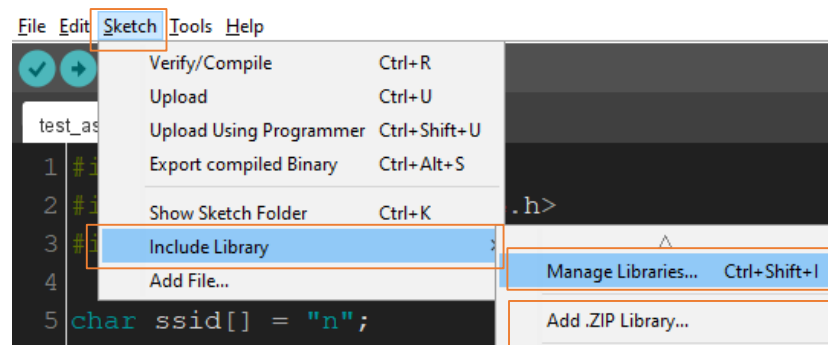 File Edit Sketch Tools Help
Verify/Compile Ctrl+R
Upload Ctrl+U
test_as
Upload Using Programmer Ctrl+Shift+U
1 #i
Export compiled Binary Ctrl+Alt+S
2 #i .h>
Show Sketch Folder Ctrl+K
3 #i
Include Library
Manage Libraries... Ctrl+Shift+I
4
Add File...
5 char ssid[] = "n";
Add .ZIP Library...